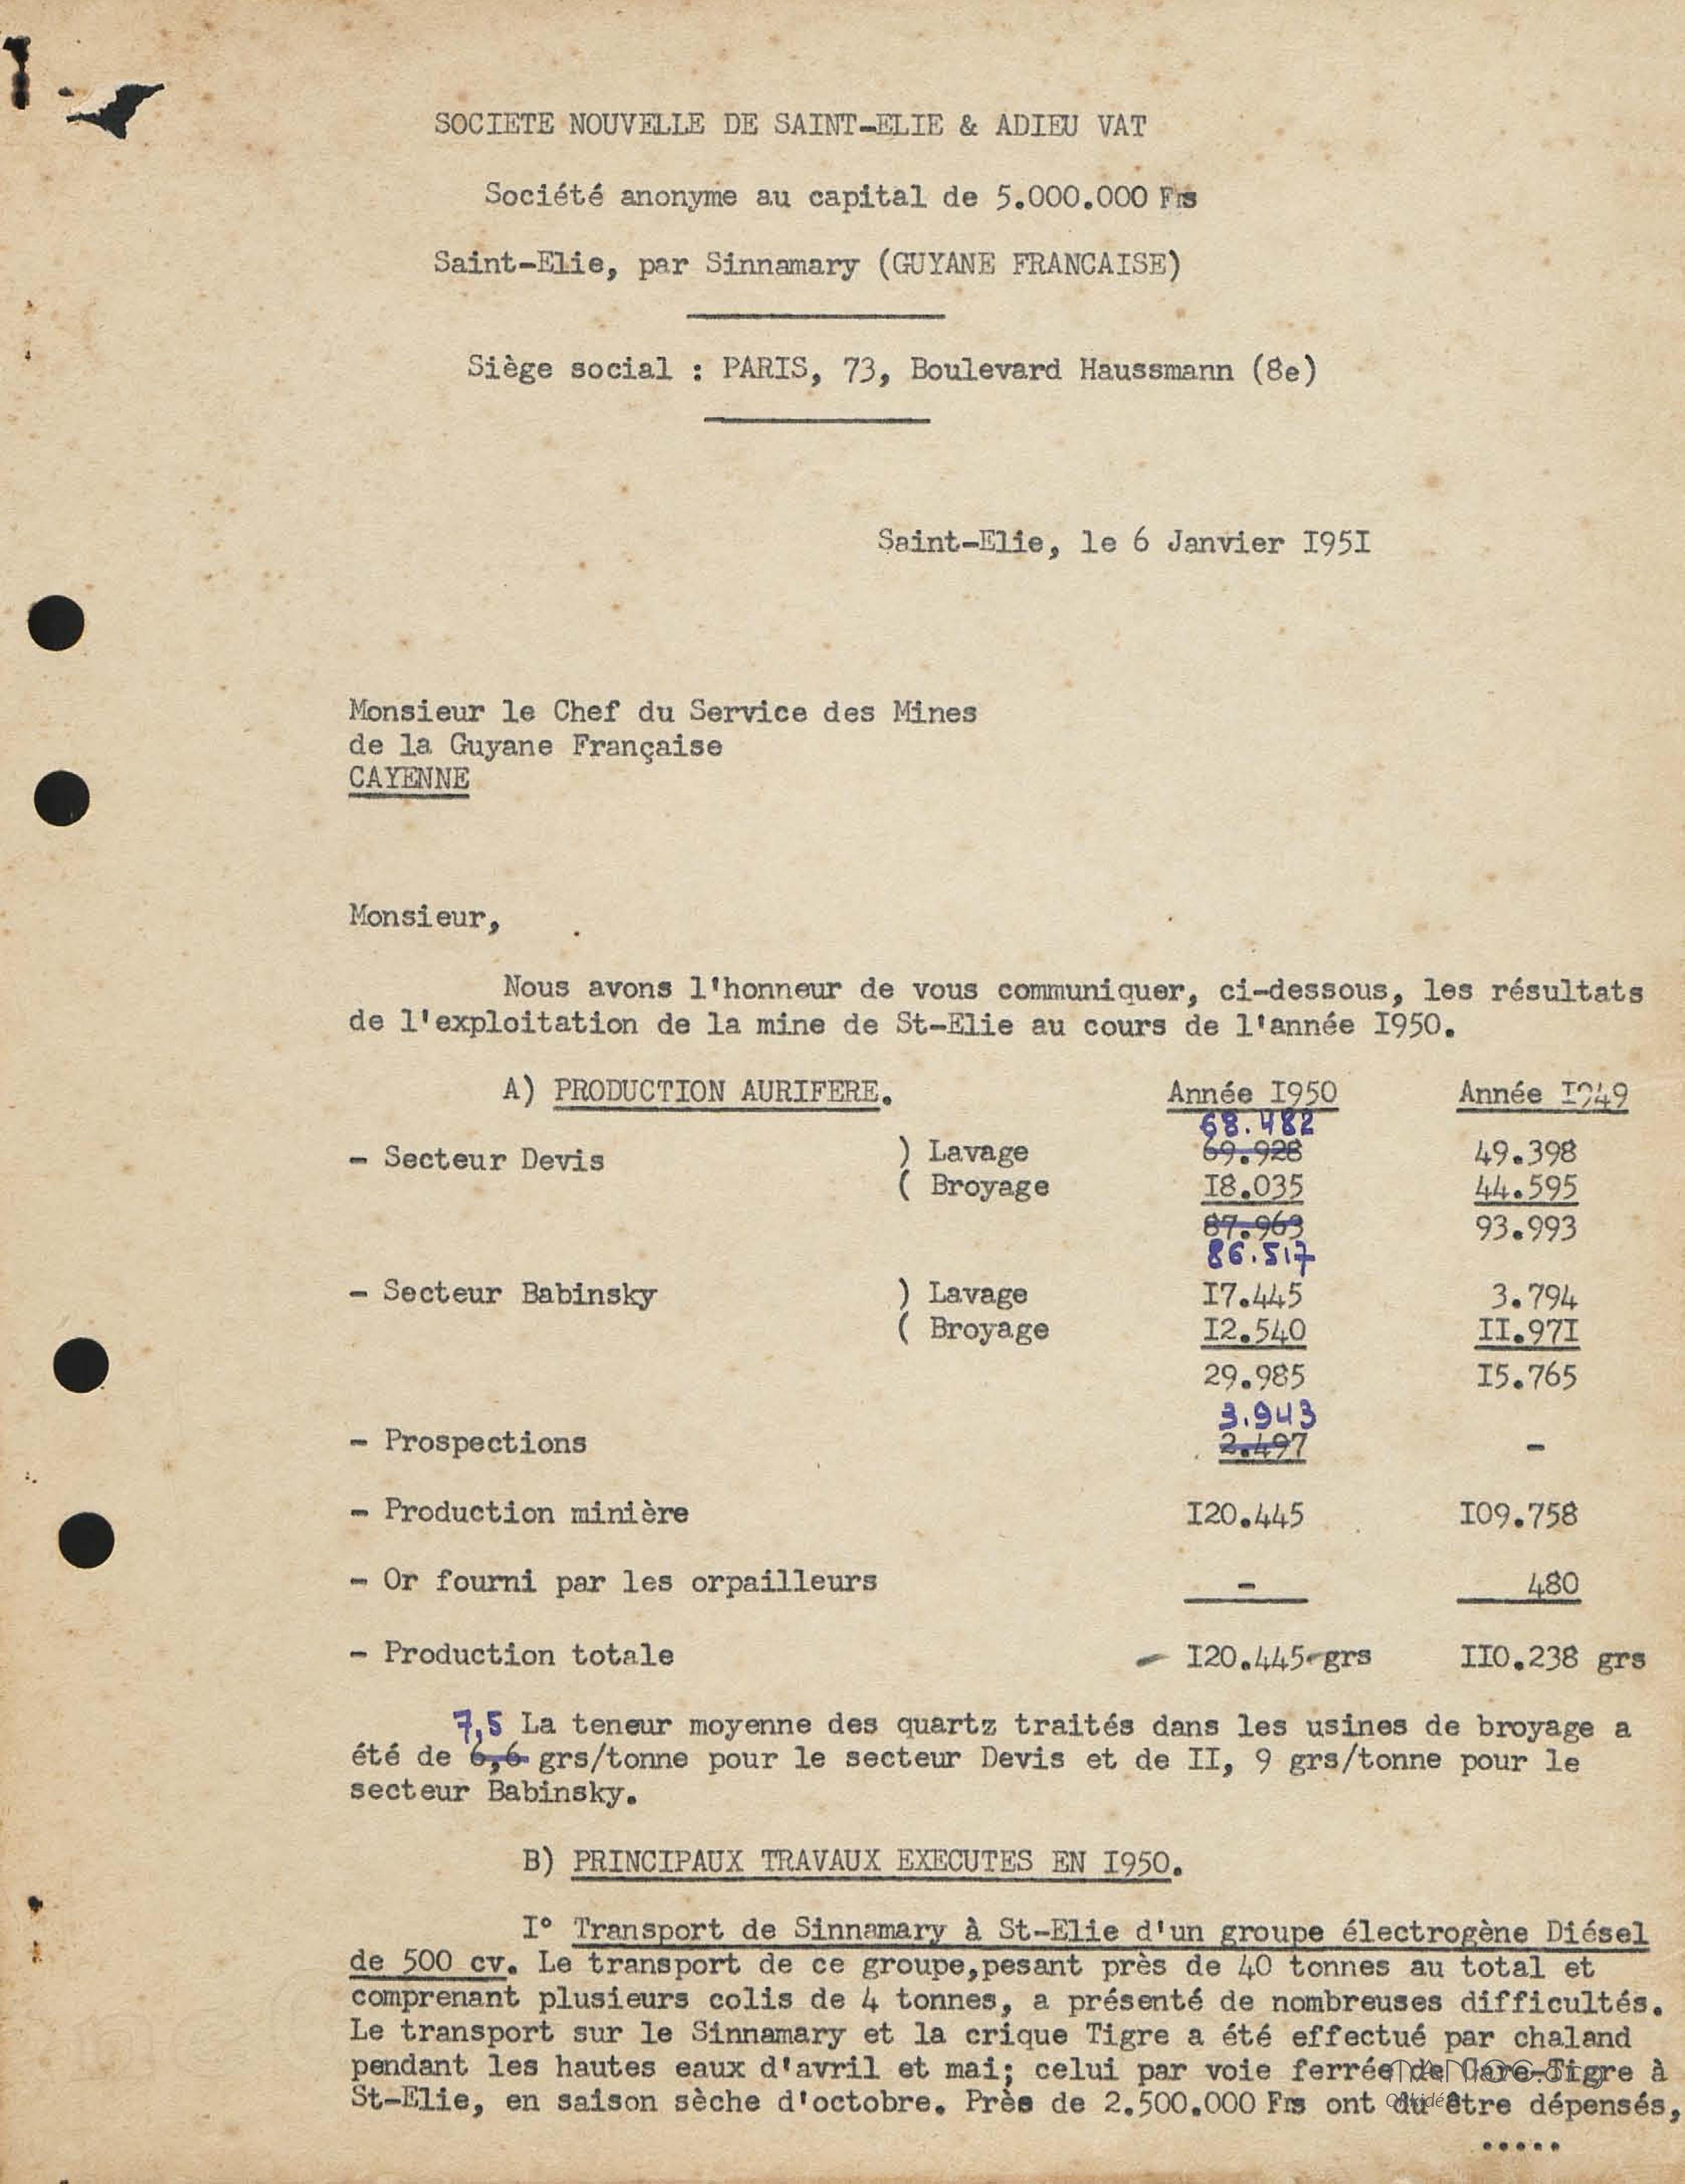 SOCIETE NOUVELLE DE SAINT-ELIE & ADIEU VAT
Société anonyme au capital de 5.000.000 Frs
Saint-Elie, par Sinnamary (GUYANE FRANCAISE)
Siège social : PARIS, 73, Boulevard Haussmann (8e)
Saint-Elie, le 6 Janvier I95I
Monsieur le Chef du Service des Mines
de la Guyane Française
CAYENNE
Monsieur,
Nous avons l'honneur de vous communiquer, ci-dessous, les résultats
de l'exploitation de la mine de St-Elie au cours de l'année I950.
A) PRODUCTION AURIFERE. Année I950 Année I949
68.482
- Secteur Devis ) Lavage 69.928 49.398
( Broyage I8.035 44.595
87.963 93.993
86.517
- Secteur Babinsky ) Lavage I7.445 3.794
( Broyage I2.540 II.97I
29.985 I5.765
3.943
- Prospections 2.497 -
- Production minière I20.445 I09.758
- Or fourni par les orpailleurs - 480
- Production totale - I20.445-grs II0.238 grs
7,5 La teneur moyenne des quartz traités dans les usines de broyage a
été de 6,6 grs/tonne pour le secteur Devis et de II, 9 grs/tonne pour le
secteur Babinsky.
B) PRINCIPAUX TRAVAUX EXECUTES EN I950.
I° Transport de Sinnamary à St-Elie d'un groupe électrogène Diésel
de 500 cv. Le transport de ce groupe,pesant près de 40 tonnes au total et
comprenant plusieurs colis de 4 tonnes, a présenté de nombreuses difficultés.
Le transport sur le Sinnamary et la crique Tigre a été effectué par chaland
pendant les hautes eaux d'avril et mai; celui par voie ferrée de Gare-Tigre à
St-Elie, en saison sèche d'octobre. Près de 2.500.000 Frs ont du être dépensés,
.....